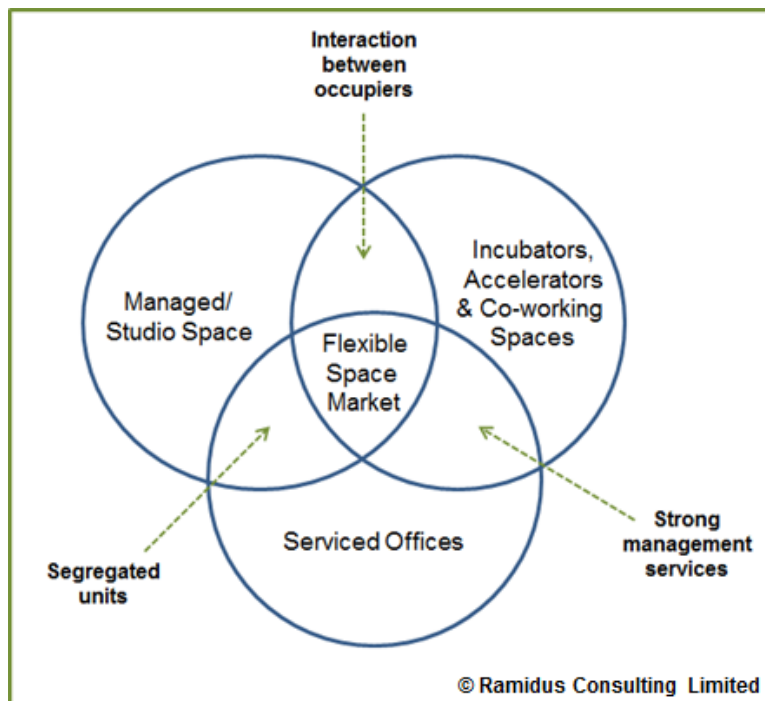 Interaction
between
occupiers
Managed/
Studio Space
Incubators,
Accelerators
& Co-working
Spaces
Flexible
Space
Market
Serviced Offices
Segregated
units
Strong
management
services
© Ramidus Consulting Limited